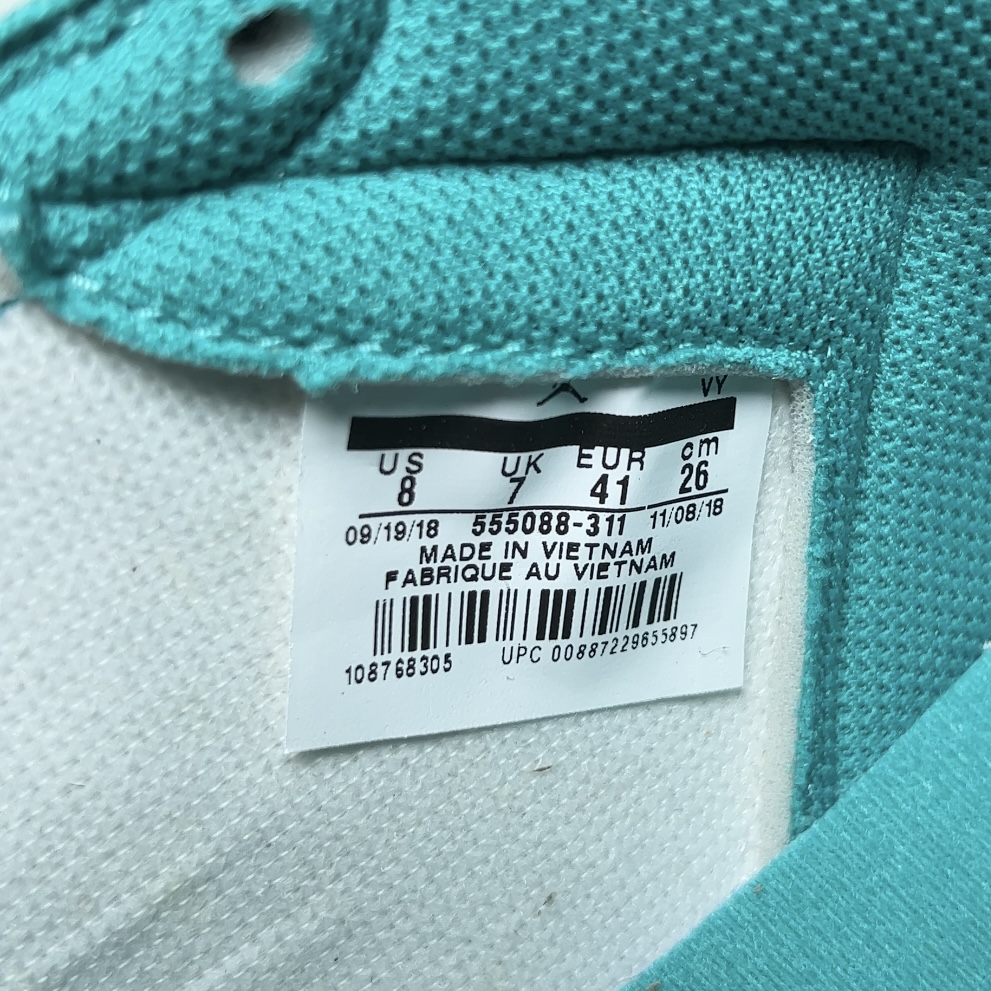 VY
US UK EUR cm
8 7 41 26
09/19/18 555088-311 11/08/18
MADE IN VIETNAM
FABRIQUE AU VIETNAM
108768305 UPC 00887229655897